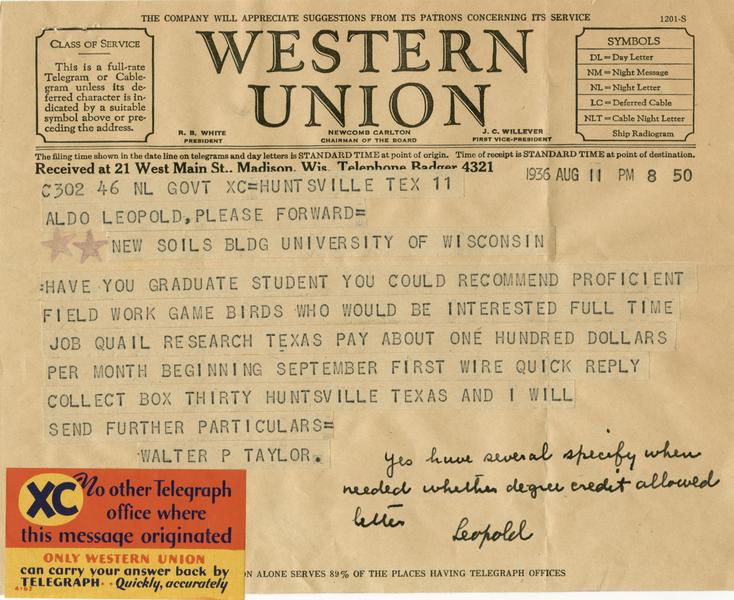 THE COMPANY WILL APPRECIATE SUGGESTIONS FROM ITS PATRONS CONCERNING ITS SERVICE
1201-S
CLASS OF SERVICE
This is a full-rate
Telegram or Cable-
gram unless its de-
ferred character is in-
dicated by a suitable
symbol above or pre-
ceding the address.
WESTERN
UNION
R. B. WHITE
PRESIDENT
NEWCOMB CARLTON
CHAIRMAN OF THE BOARD
J. C. WILLEVER
FIRST VICE-PRESIDENT
SYMBOLS
DL = Day Letter
NM = Night Message
NL = Night Letter
LC = Deferred Cable
NLT = Cable Night Letter
Ship Radiogram
The filing time shown in the date line on telegrams and day letters is STANDARD TIME at point of origin. Time of receipt is STANDARD TIME at point of destination.
Received at 21 West Main St., Madison, Wis. Telephone Badger 4321
1936 AUG 11 PM 8 50
C302 46 NL GOVT XC=HUNTSVILLE TEX 11
ALDO LEOPOLD, PLEASE FORWARD=
NEW SOILS BLDG UNIVERSITY OF WISCONSIN
:HAVE YOU GRADUATE STUDENT YOU COULD RECOMMEND PROFICIENT
FIELD WORK GAME BIRDS WHO WOULD BE INTERESTED FULL TIME
JOB QUAIL RESEARCH TEXAS PAY ABOUT ONE HUNDRED DOLLARS
PER MONTH BEGINNING SEPTEMBER FIRST WIRE QUICK REPLY
COLLECT BOX THIRTY HUNTSVILLE TEXAS AND I WILL
SEND FURTHER PARTICULARS=
WALTER P TAYLOR.
Yes have several specify when
needed whether degree credit allowed
letter Leopold
XC No other Telegraph
office where
this message originated
ONLY WESTERN UNION
can carry your answer back by
TELEGRAPH·· Quickly, accurately
ON ALONE SERVES 89% OF THE PLACES HAVING TELEGRAPH OFFICES